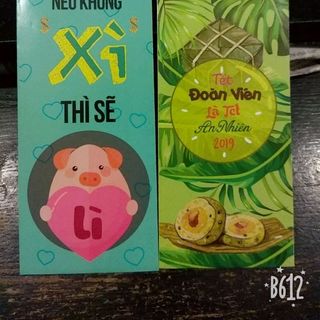 NẾU KHÔNG
$ Xì $
THÌ SẼ
Lì
Tết
Đoàn Viên
Là Tết
An Nhiên
2019
B612